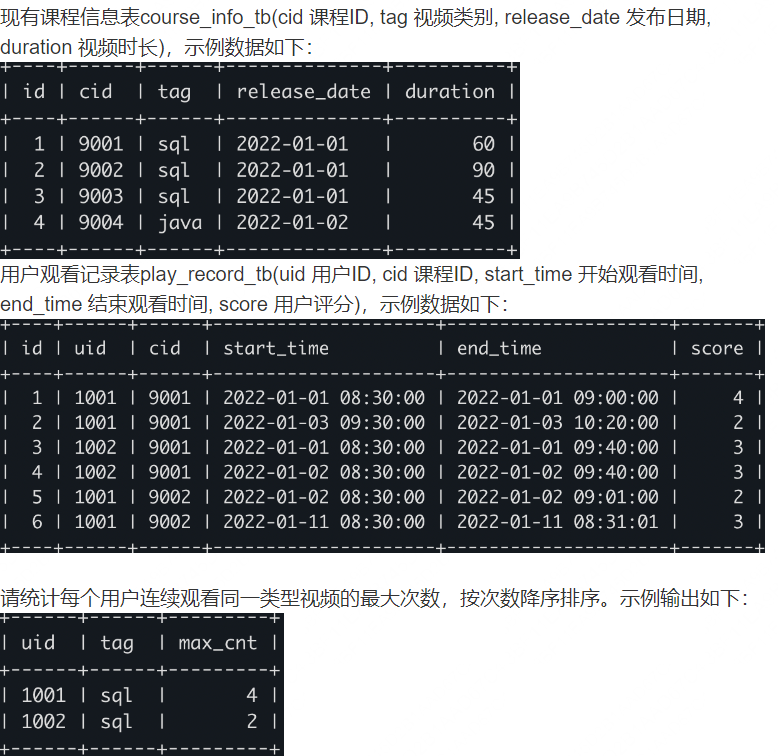 现有课程信息表course_info_tb(cid 课程ID, tag 视频类别, release_date 发布日期,
duration 视频时长)，示例数据如下：
+----+------+------+--------------+----------+
| id | cid | tag | release_date | duration |
+----+------+------+--------------+----------+
| 1 | 9001 | sql | 2022-01-01 | 60 |
| 2 | 9002 | sql | 2022-01-01 | 90 |
| 3 | 9003 | sql | 2022-01-01 | 45 |
| 4 | 9004 | java | 2022-01-02 | 45 |
+----+------+------+--------------+----------+
用户观看记录表play_record_tb(uid 用户ID, cid 课程ID, start_time 开始观看时间,
end_time 结束观看时间, score 用户评分)，示例数据如下：
+----+------+------+---------------------+---------------------+-------+
| id | uid | cid | start_time | end_time | score |
+----+------+------+---------------------+---------------------+-------+
| 1 | 1001 | 9001 | 2022-01-01 08:30:00 | 2022-01-01 09:00:00 | 4 |
| 2 | 1001 | 9001 | 2022-01-03 09:30:00 | 2022-01-03 10:20:00 | 2 |
| 3 | 1002 | 9001 | 2022-01-01 08:30:00 | 2022-01-01 09:40:00 | 3 |
| 4 | 1002 | 9001 | 2022-01-02 08:30:00 | 2022-01-02 09:40:00 | 3 |
| 5 | 1001 | 9002 | 2022-01-02 08:30:00 | 2022-01-02 09:01:00 | 2 |
| 6 | 1001 | 9002 | 2022-01-11 08:30:00 | 2022-01-11 08:31:01 | 3 |
+----+------+------+---------------------+---------------------+-------+
请统计每个用户连续观看同一类型视频的最大次数，按次数降序排序。示例输出如下：
+------+------+---------+
| uid | tag | max_cnt |
+------+------+---------+
| 1001 | sql | 4 |
| 1002 | sql | 2 |
+------+------+---------+